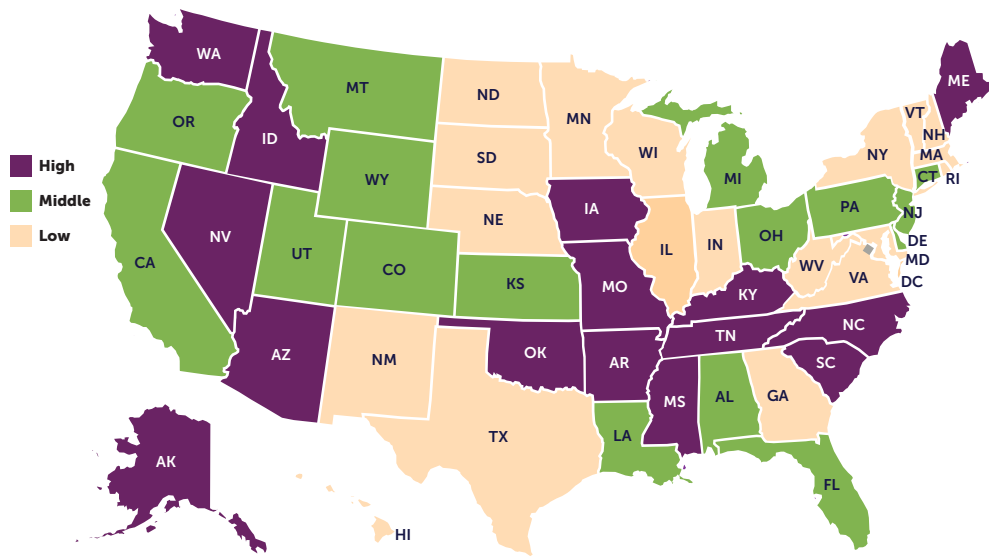 WA
ME
MT
ND
VT
OR
MN
NH
ID
WI
NY
MA
SD
CT
RI
WY
MI
High
Middle
Low
IA
PA
NJ
NE
NV
OH
DE
UT
IL
IN
MD
CA
CO
WV
VA
DC
KS
MO
KY
NC
TN
AZ
OK
NM
AR
SC
MS
AL
GA
TX
LA
AK
FL
HI